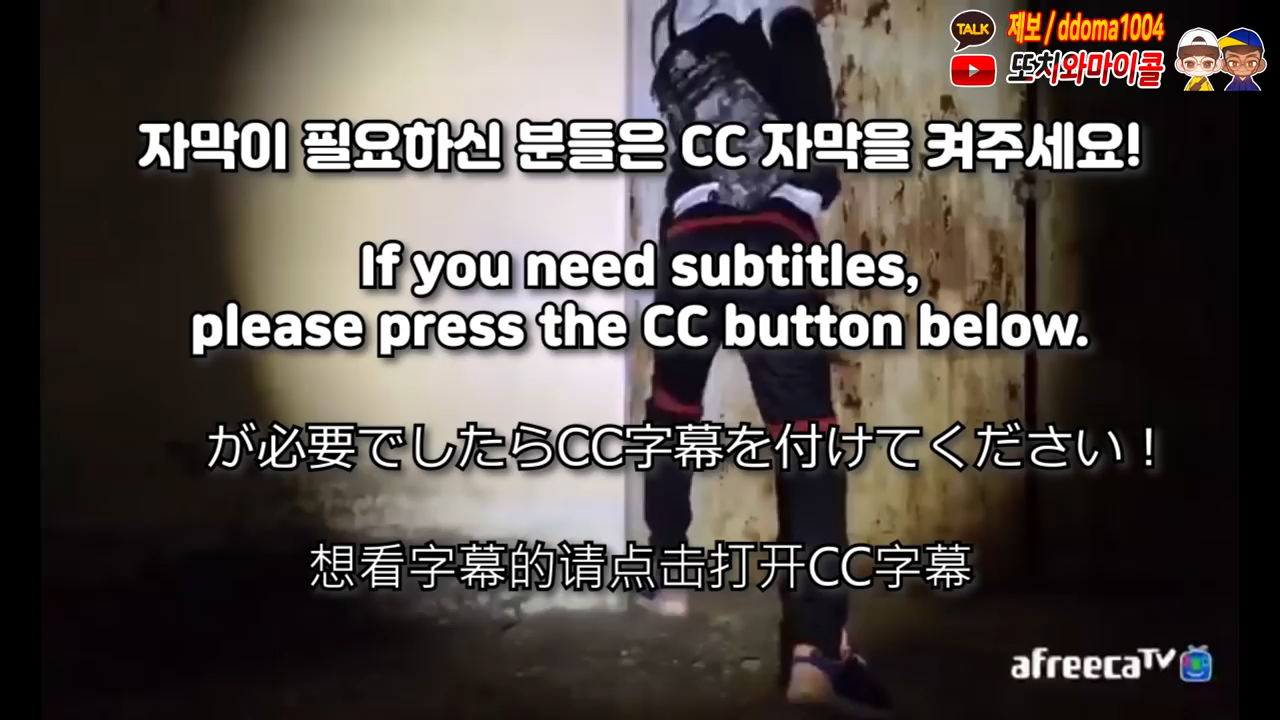 TALK 제보 / ddoma1004
또치와마이콜
자막이 필요하신 분들은 CC 자막을 켜주세요!
If you need subtitles,
please press the CC button below.
が必要でしたらCC字幕を付けてください！
想看字幕的请点击打开CC字幕
afreecaTV